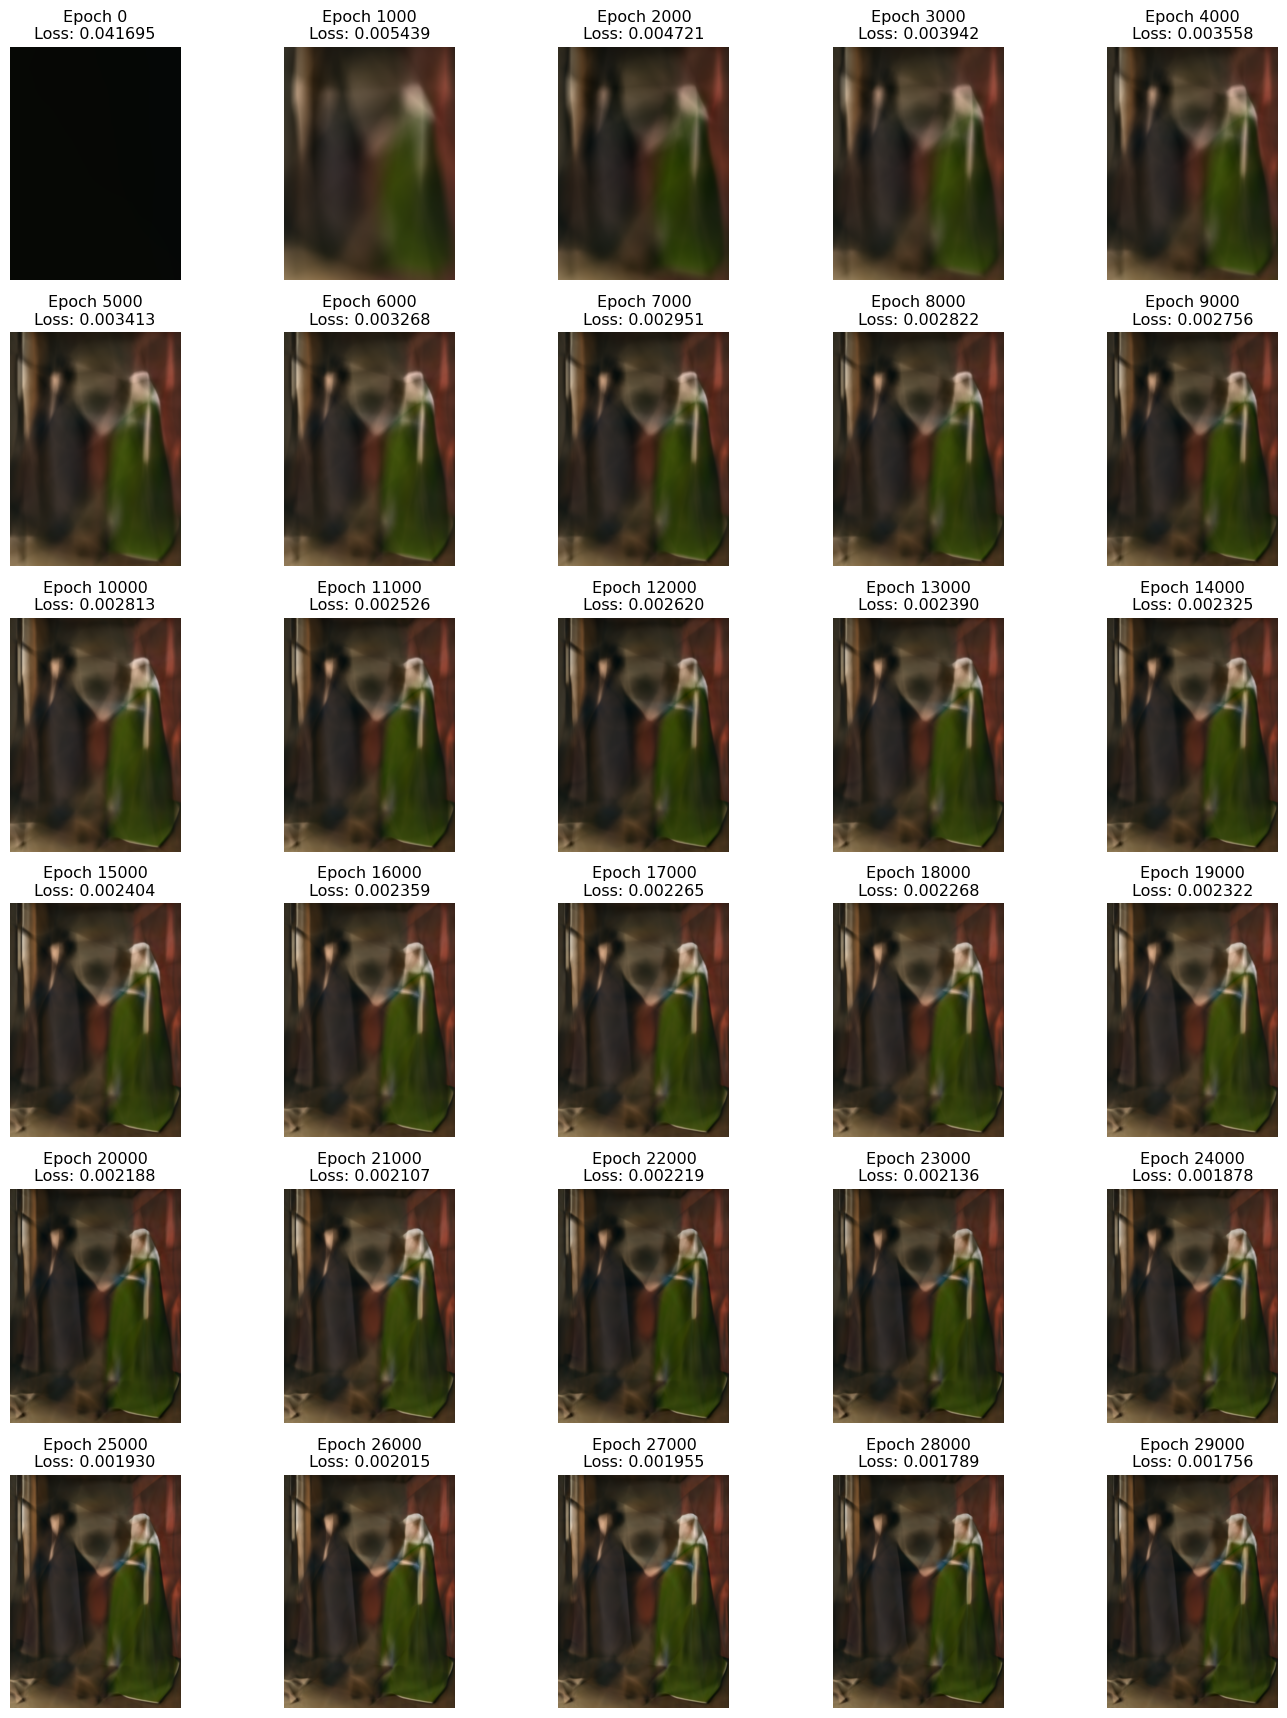 Epoch 0
Loss: 0.041695
Epoch 1000
Loss: 0.005439
Epoch 2000
Loss: 0.004721
Epoch 3000
Loss: 0.003942
Epoch 4000
Loss: 0.003558
Epoch 5000
Loss: 0.003413
Epoch 6000
Loss: 0.003268
Epoch 7000
Loss: 0.002951
Epoch 8000
Loss: 0.002822
Epoch 9000
Loss: 0.002756
Epoch 10000
Loss: 0.002813
Epoch 11000
Loss: 0.002526
Epoch 12000
Loss: 0.002620
Epoch 13000
Loss: 0.002390
Epoch 14000
Loss: 0.002325
Epoch 15000
Loss: 0.002404
Epoch 16000
Loss: 0.002359
Epoch 17000
Loss: 0.002265
Epoch 18000
Loss: 0.002268
Epoch 19000
Loss: 0.002322
Epoch 20000
Loss: 0.002188
Epoch 21000
Loss: 0.002107
Epoch 22000
Loss: 0.002219
Epoch 23000
Loss: 0.002136
Epoch 24000
Loss: 0.001878
Epoch 25000
Loss: 0.001930
Epoch 26000
Loss: 0.002015
Epoch 27000
Loss: 0.001955
Epoch 28000
Loss: 0.001789
Epoch 29000
Loss: 0.001756